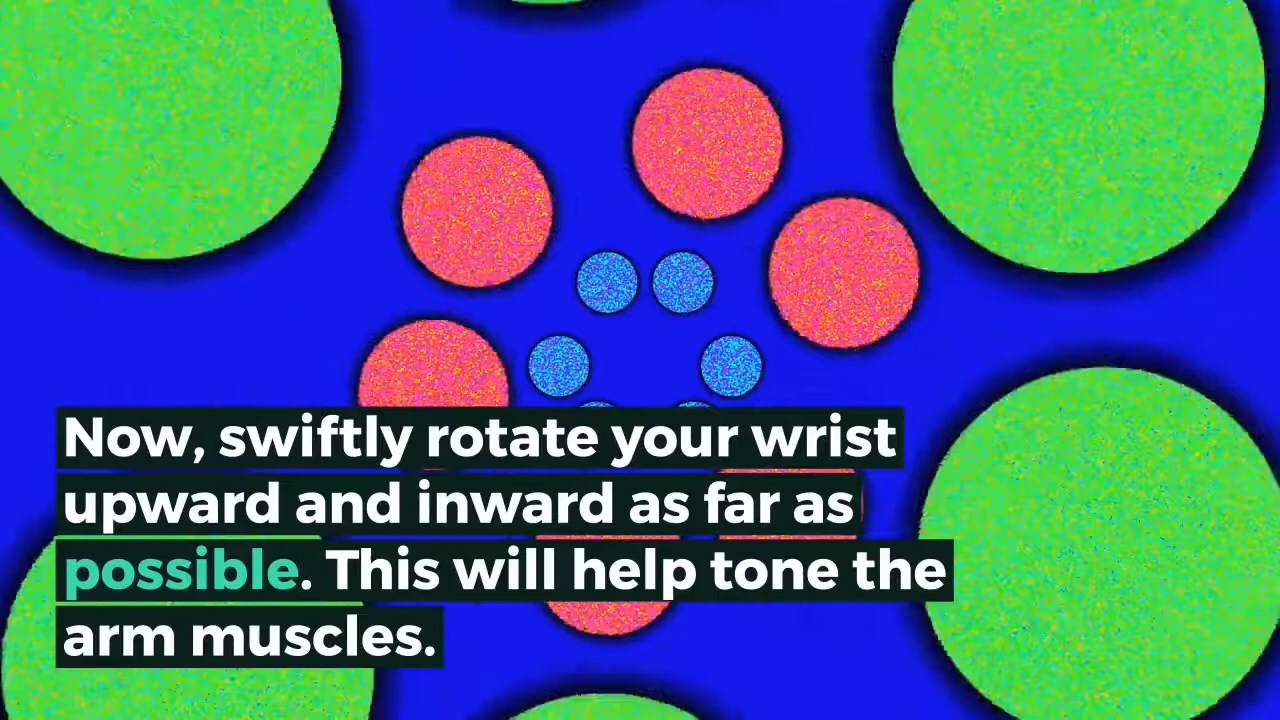 Now, swiftly rotate your wrist
upward and inward as far as
possible. This will help tone the
arm muscles.